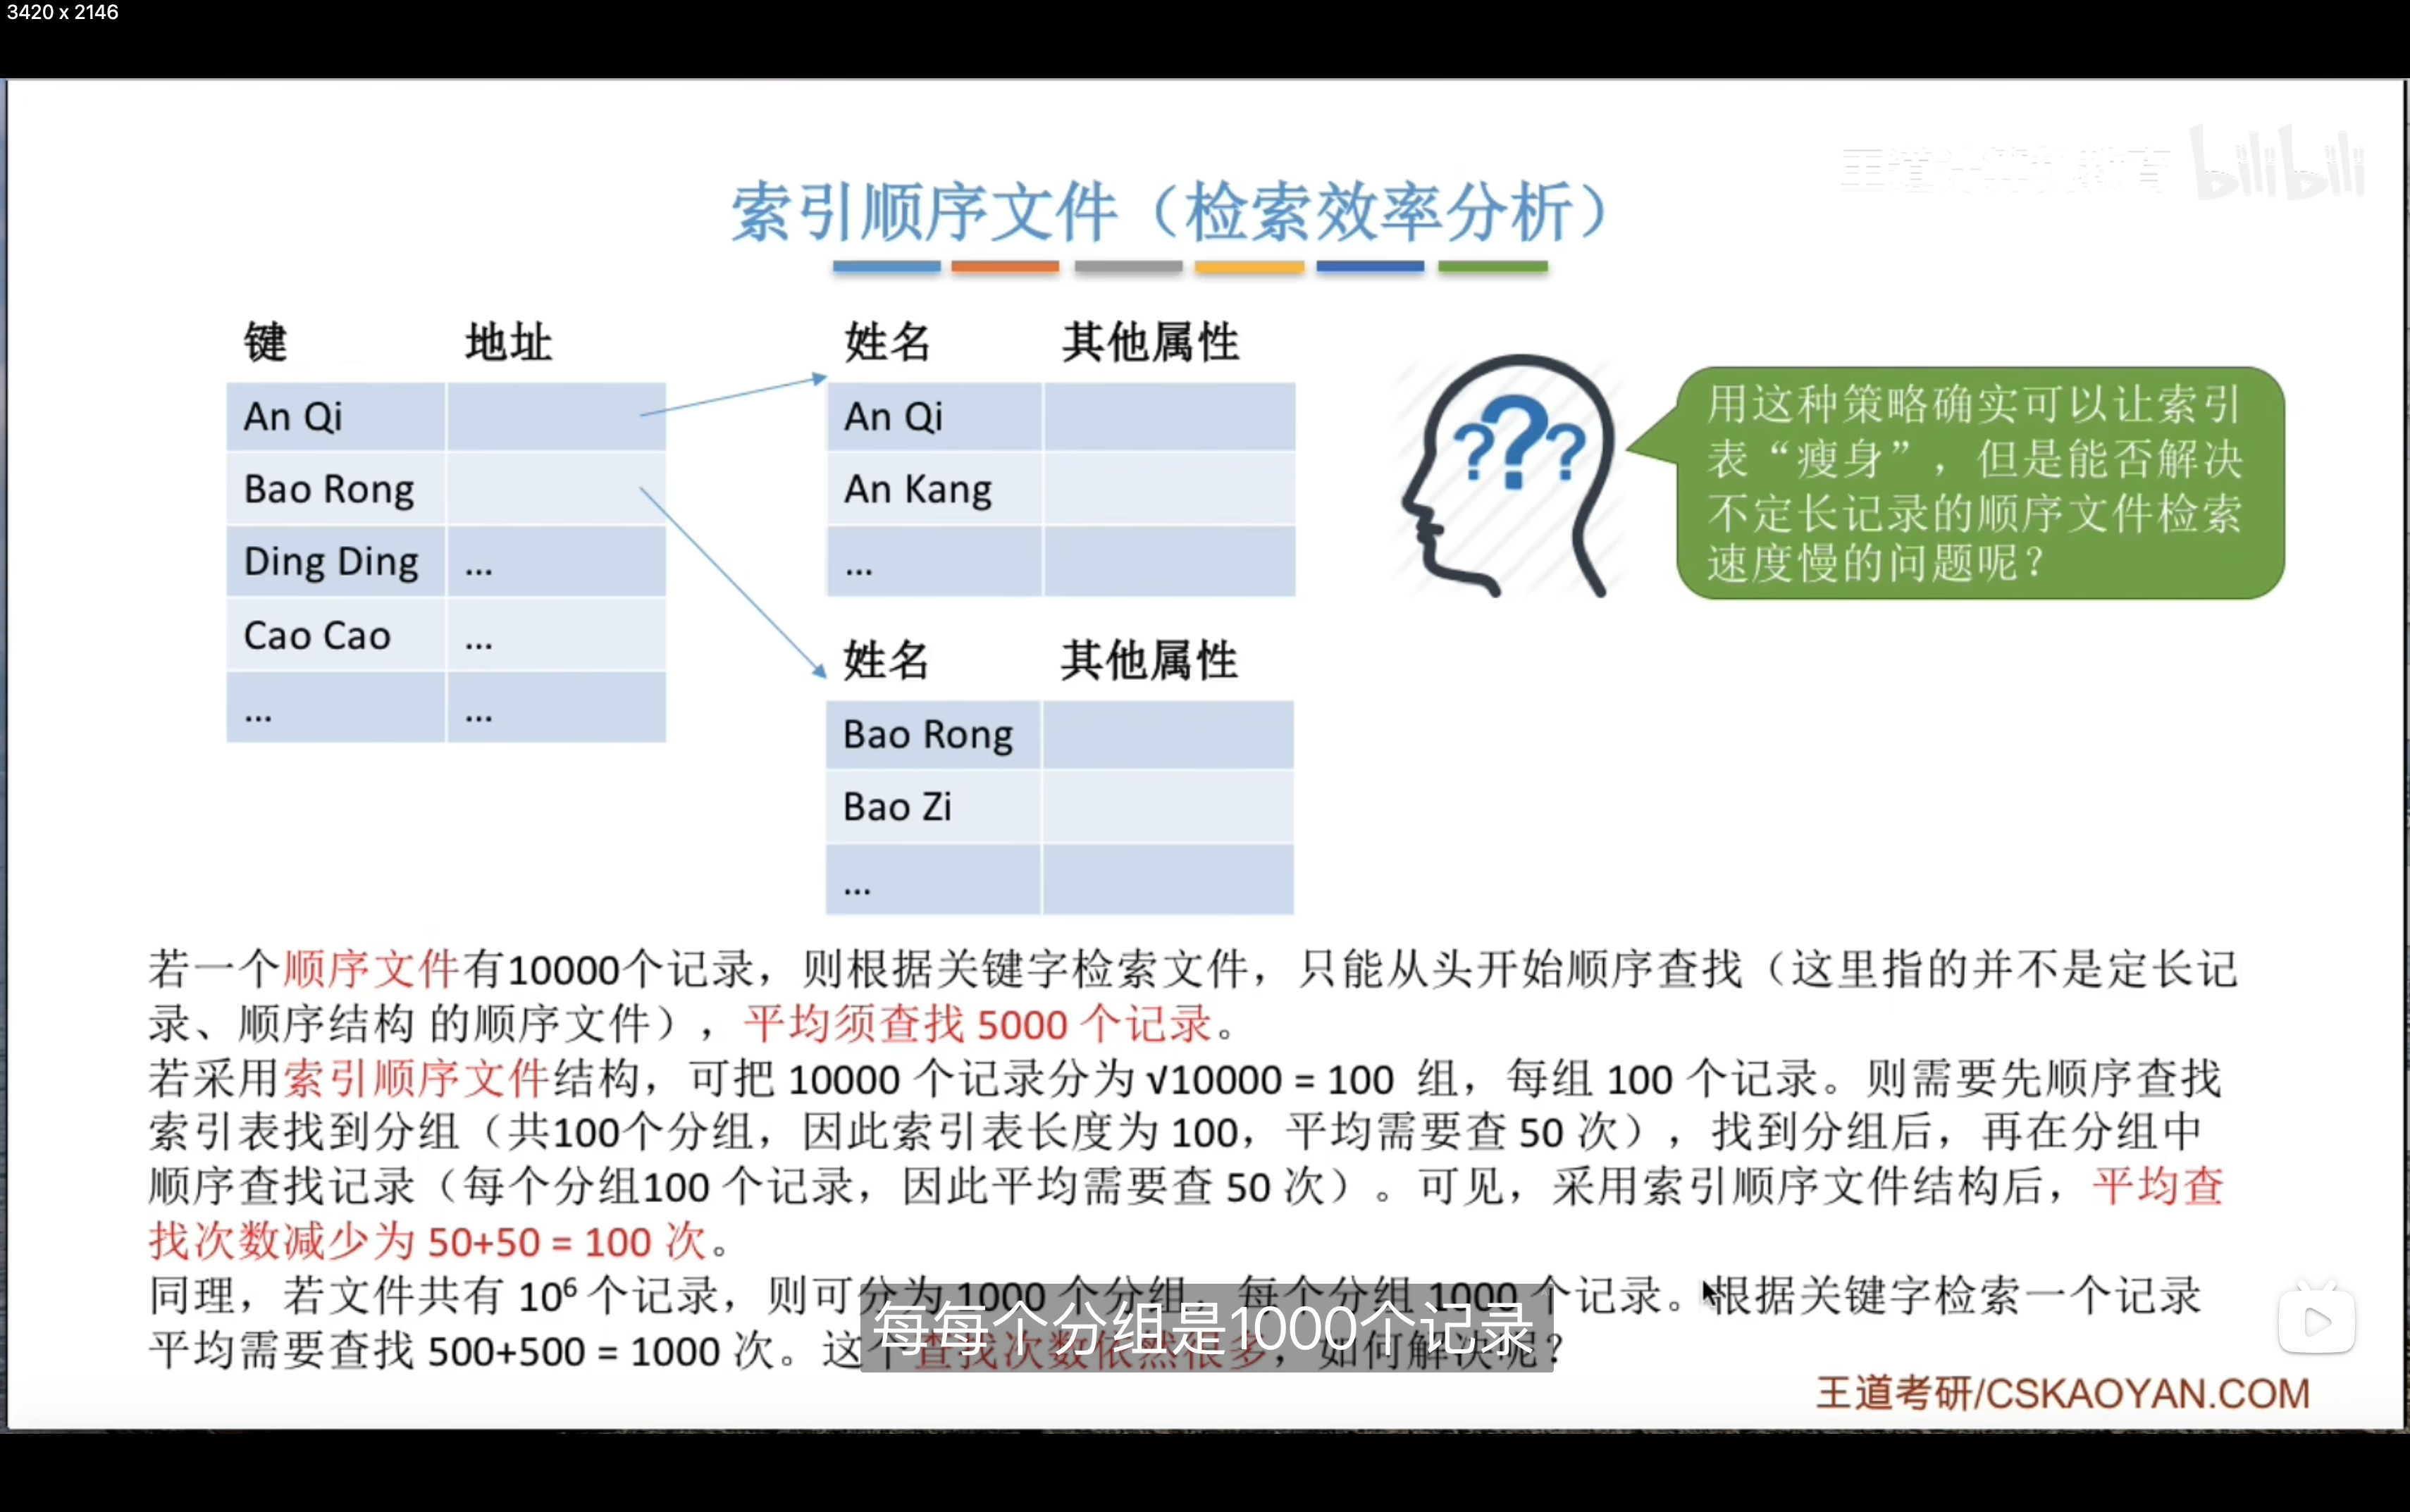 3420 x 2146
bilibili
索引顺序文件（检索效率分析）
键 地址
An Qi
Bao Rong
Ding Ding ...
Cao Cao ...
... ...
姓名 其他属性
An Qi
An Kang
...
姓名 其他属性
Bao Rong
Bao Zi
...
???
用这种策略确实可以让索引
表“瘦身”，但是能否解决
不定长记录的顺序文件检索
速度慢的问题呢？
若一个顺序文件有10000个记录，则根据关键字检索文件，只能从头开始顺序查找（这里指的并不是定长记
录、顺序结构 的顺序文件），平均须查找 5000 个记录。
若采用索引顺序文件结构，可把 10000 个记录分为 √10000 = 100 组，每组 100 个记录。则需要先顺序查找
索引表找到分组（共100个分组，因此索引表长度为 100，平均需要查 50 次），找到分组后，再在分组中
顺序查找记录（每个分组100 个记录，因此平均需要查 50 次）。可见，采用索引顺序文件结构后，平均查
找次数减少为 50+50 = 100 次。
同理，若文件共有 10⁶ 个记录，则可分为 1000 个分组，每个分组 1000 个记录。根据关键字检索一个记录
平均需要查找 500+500 = 1000 次。这个查找次数依然很多，如何解决呢？
每每个分组是1000个记录
王道考研/CSKAOYAN.COM